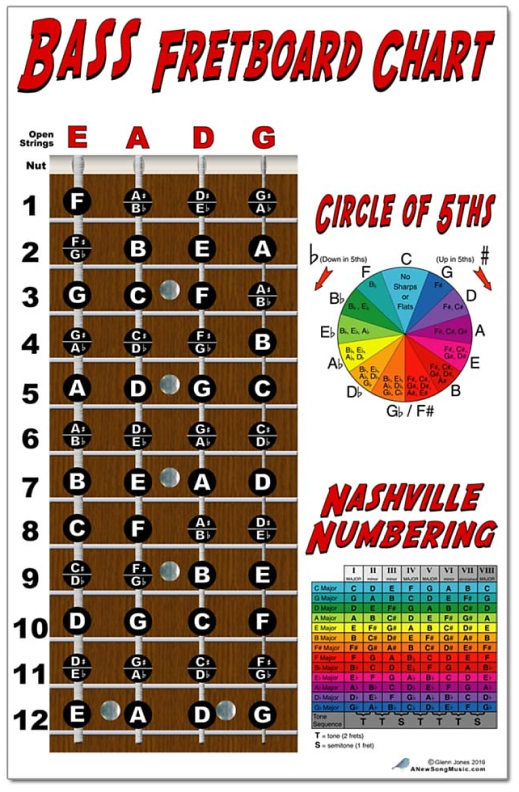 BASS FRETBOARD CHART
Open Strings E A D G
Nut
1 F A♯ B♭ D♯ E♭ G♯ A♭
2 F♯ G♭ B E A
3 G C F A♯ B♭
4 G♯ A♭ C♯ D♭ F♯ G♭ B
5 A D G C
6 A♯ B♭ D♯ E♭ G♯ A♭ C♯ D♭
7 B E A D
8 C F A♯ B♭ D♯ E♭
9 C♯ D♭ F♯ G♭ B E
10 D G C F
11 D♯ E♭ G♯ A♭ C♯ D♭ F♯ G♭
12 E A D G
CIRCLE OF 5THS
♭ (Down in 5ths) C (Up in 5ths) #
F G
No Sharps or Flats
B♭ F#
B♭ D
B♭, E♭ F#, C#
E♭ A
B♭, E♭, A♭ F#, C#, G#
A♭ E
B♭, E♭, A♭, D♭ F#, C#, G#, D#
D♭ B
B♭, E♭, A♭, D♭, G♭ F#, C#, G#, D#, A#
G♭ / F#
NASHVILLE NUMBERING
I II III IV V VI VII VIII
MAJOR minor minor MAJOR MAJOR minor MAJOR
C Major C D E F G A B C
G Major G A B C D E F# G
D Major D E F# G A B C# D
A Major A B C# D E F# G# A
E Major E F# G# A B C# D# E
B Major B C# D# E F# G# A# B
F# Major F# G# A# B C#
F Major F G A B♭ C D E F
B♭ Major B♭ C D E♭ F G A B♭
E♭ Major E♭ F G A♭ B♭ C D E♭
A♭ Major A♭ B♭ C D♭ E♭ F G A♭
D♭ Major D♭ E♭ F G♭ A♭ B♭ C D♭
G♭ Major G♭ A♭ B♭
Tone Sequence T T S T T T S
T = tone (2 frets)
S = semitone (1 fret)
©Glenn Jones 2016
ANewSongMusic.com